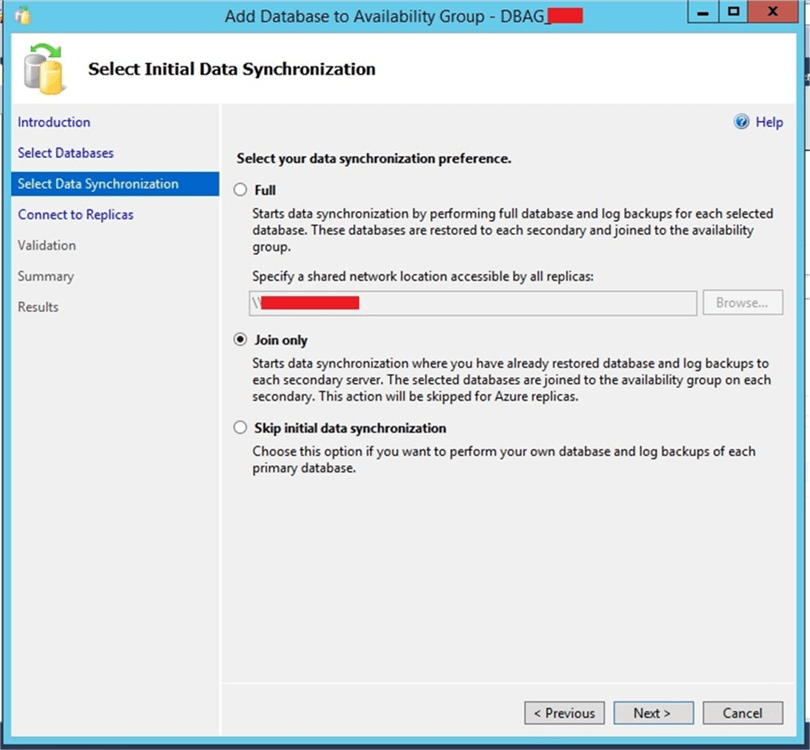 Add Database to Availability Group - DBAG_
Select Initial Data Synchronization
Introduction
Select Databases
Select Data Synchronization
Connect to Replicas
Validation
Summary
Results
Help
Select your data synchronization preference.
Full
Starts data synchronization by performing full database and log backups for each selected
database. These databases are restored to each secondary and joined to the availability
group.
Specify a shared network location accessible by all replicas:
\\
Browse...
Join only
Starts data synchronization where you have already restored database and log backups to
each secondary server. The selected databases are joined to the availability group on each
secondary. This action will be skipped for Azure replicas.
Skip initial data synchronization
Choose this option if you want to perform your own database and log backups of each
primary database.
< Previous
Next >
Cancel